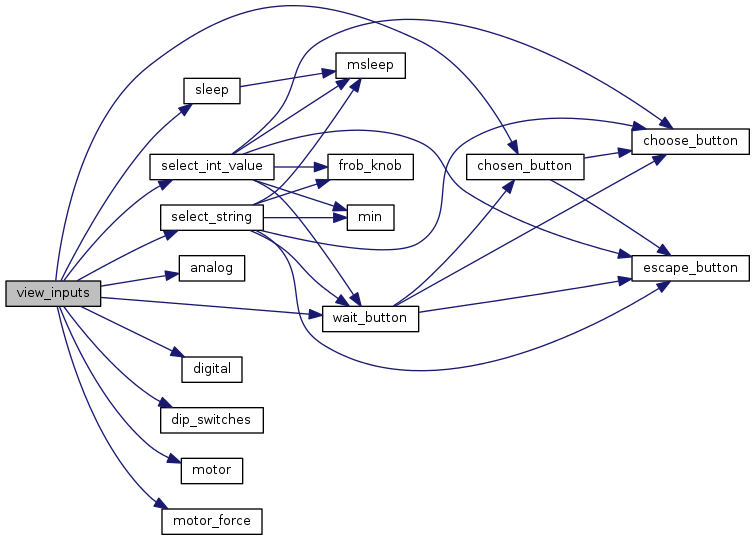 msleep
sleep
choose_button
select_int_value
frob_knob
chosen_button
select_string
min
analog
escape_button
view_inputs
wait_button
digital
dip_switches
motor
motor_force